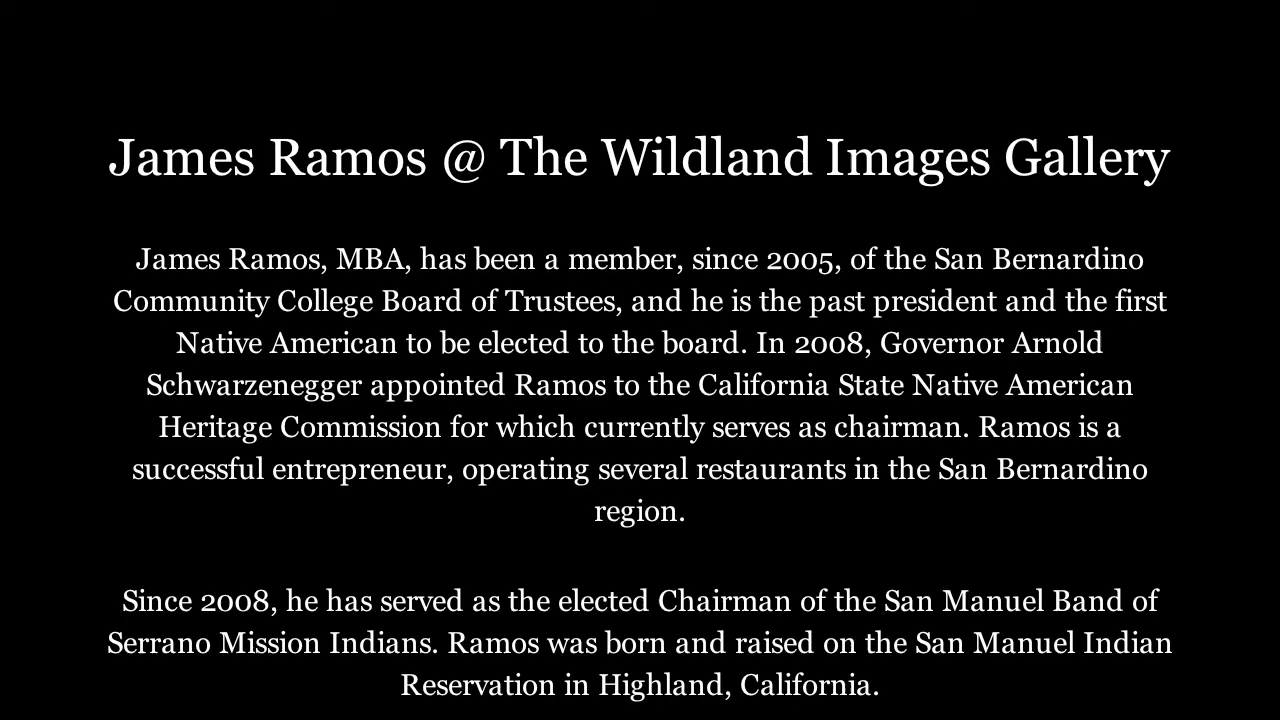 James Ramos @ The Wildland Images Gallery
James Ramos, MBA, has been a member, since 2005, of the San Bernardino
Community College Board of Trustees, and he is the past president and the first
Native American to be elected to the board. In 2008, Governor Arnold
Schwarzenegger appointed Ramos to the California State Native American
Heritage Commission for which currently serves as chairman. Ramos is a
successful entrepreneur, operating several restaurants in the San Bernardino
region.
Since 2008, he has served as the elected Chairman of the San Manuel Band of
Serrano Mission Indians. Ramos was born and raised on the San Manuel Indian
Reservation in Highland, California.